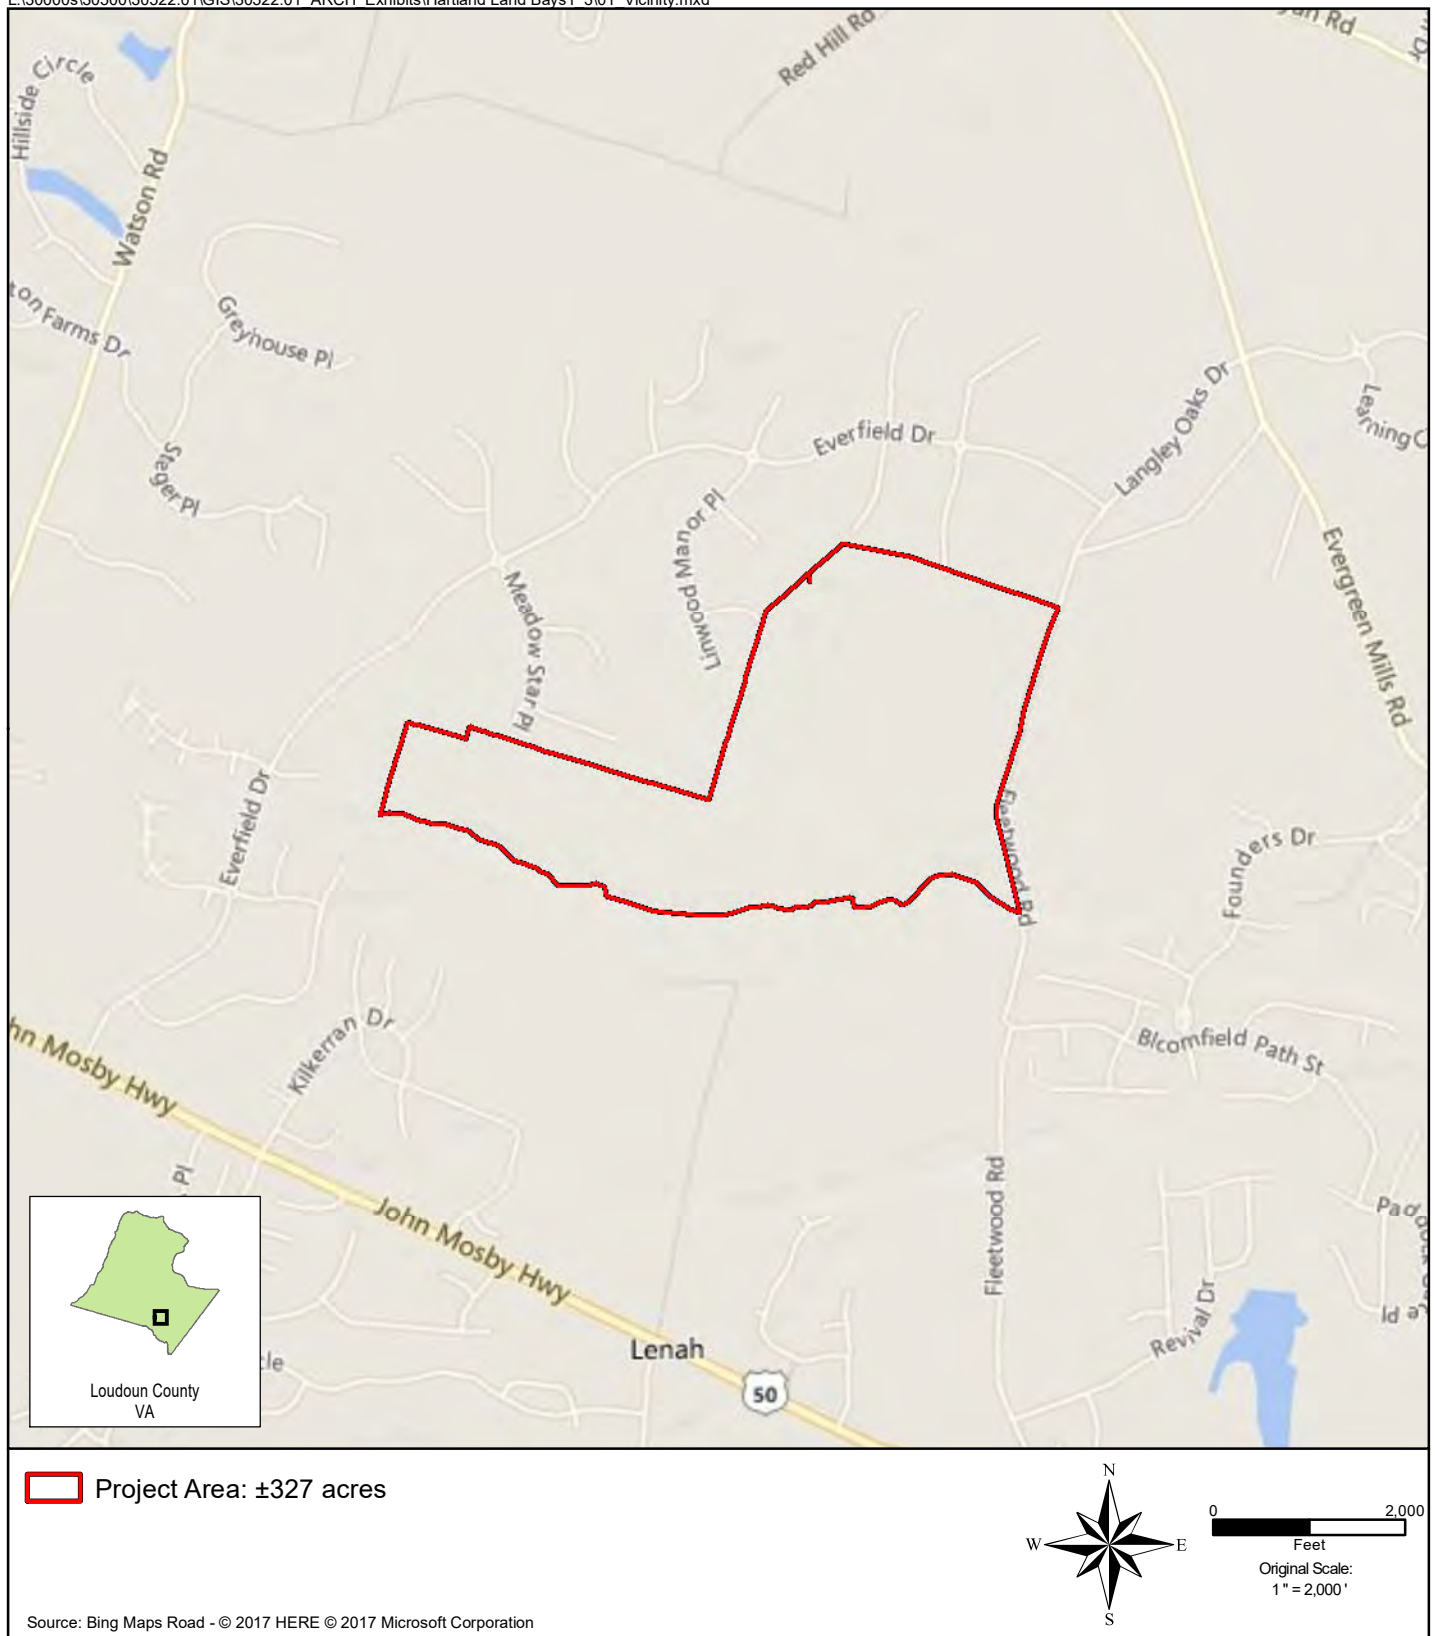 Red Hill Rd
Hillside Circle
Watson Rd
Farms Dr
Greyhouse Pl
Steger Pl
Everfield Dr
Langley Oaks Dr
Linwood Manor Pl
Meadow Star Pl
Evergreen Mills Rd
Everfield Dr
Fleetwood Rd
Founders Dr
Kilkerran Dr
Bloomfield Path St
Mosby Hwy
Pl
John Mosby Hwy
Fleetwood Rd
Revival Dr
Lenah
50
Loudoun County
VA
Project Area: ±327 acres
N
W E
S
0 2,000
Feet
Original Scale:
1 " = 2,000 '
Source: Bing Maps Road - © 2017 HERE © 2017 Microsoft Corporation